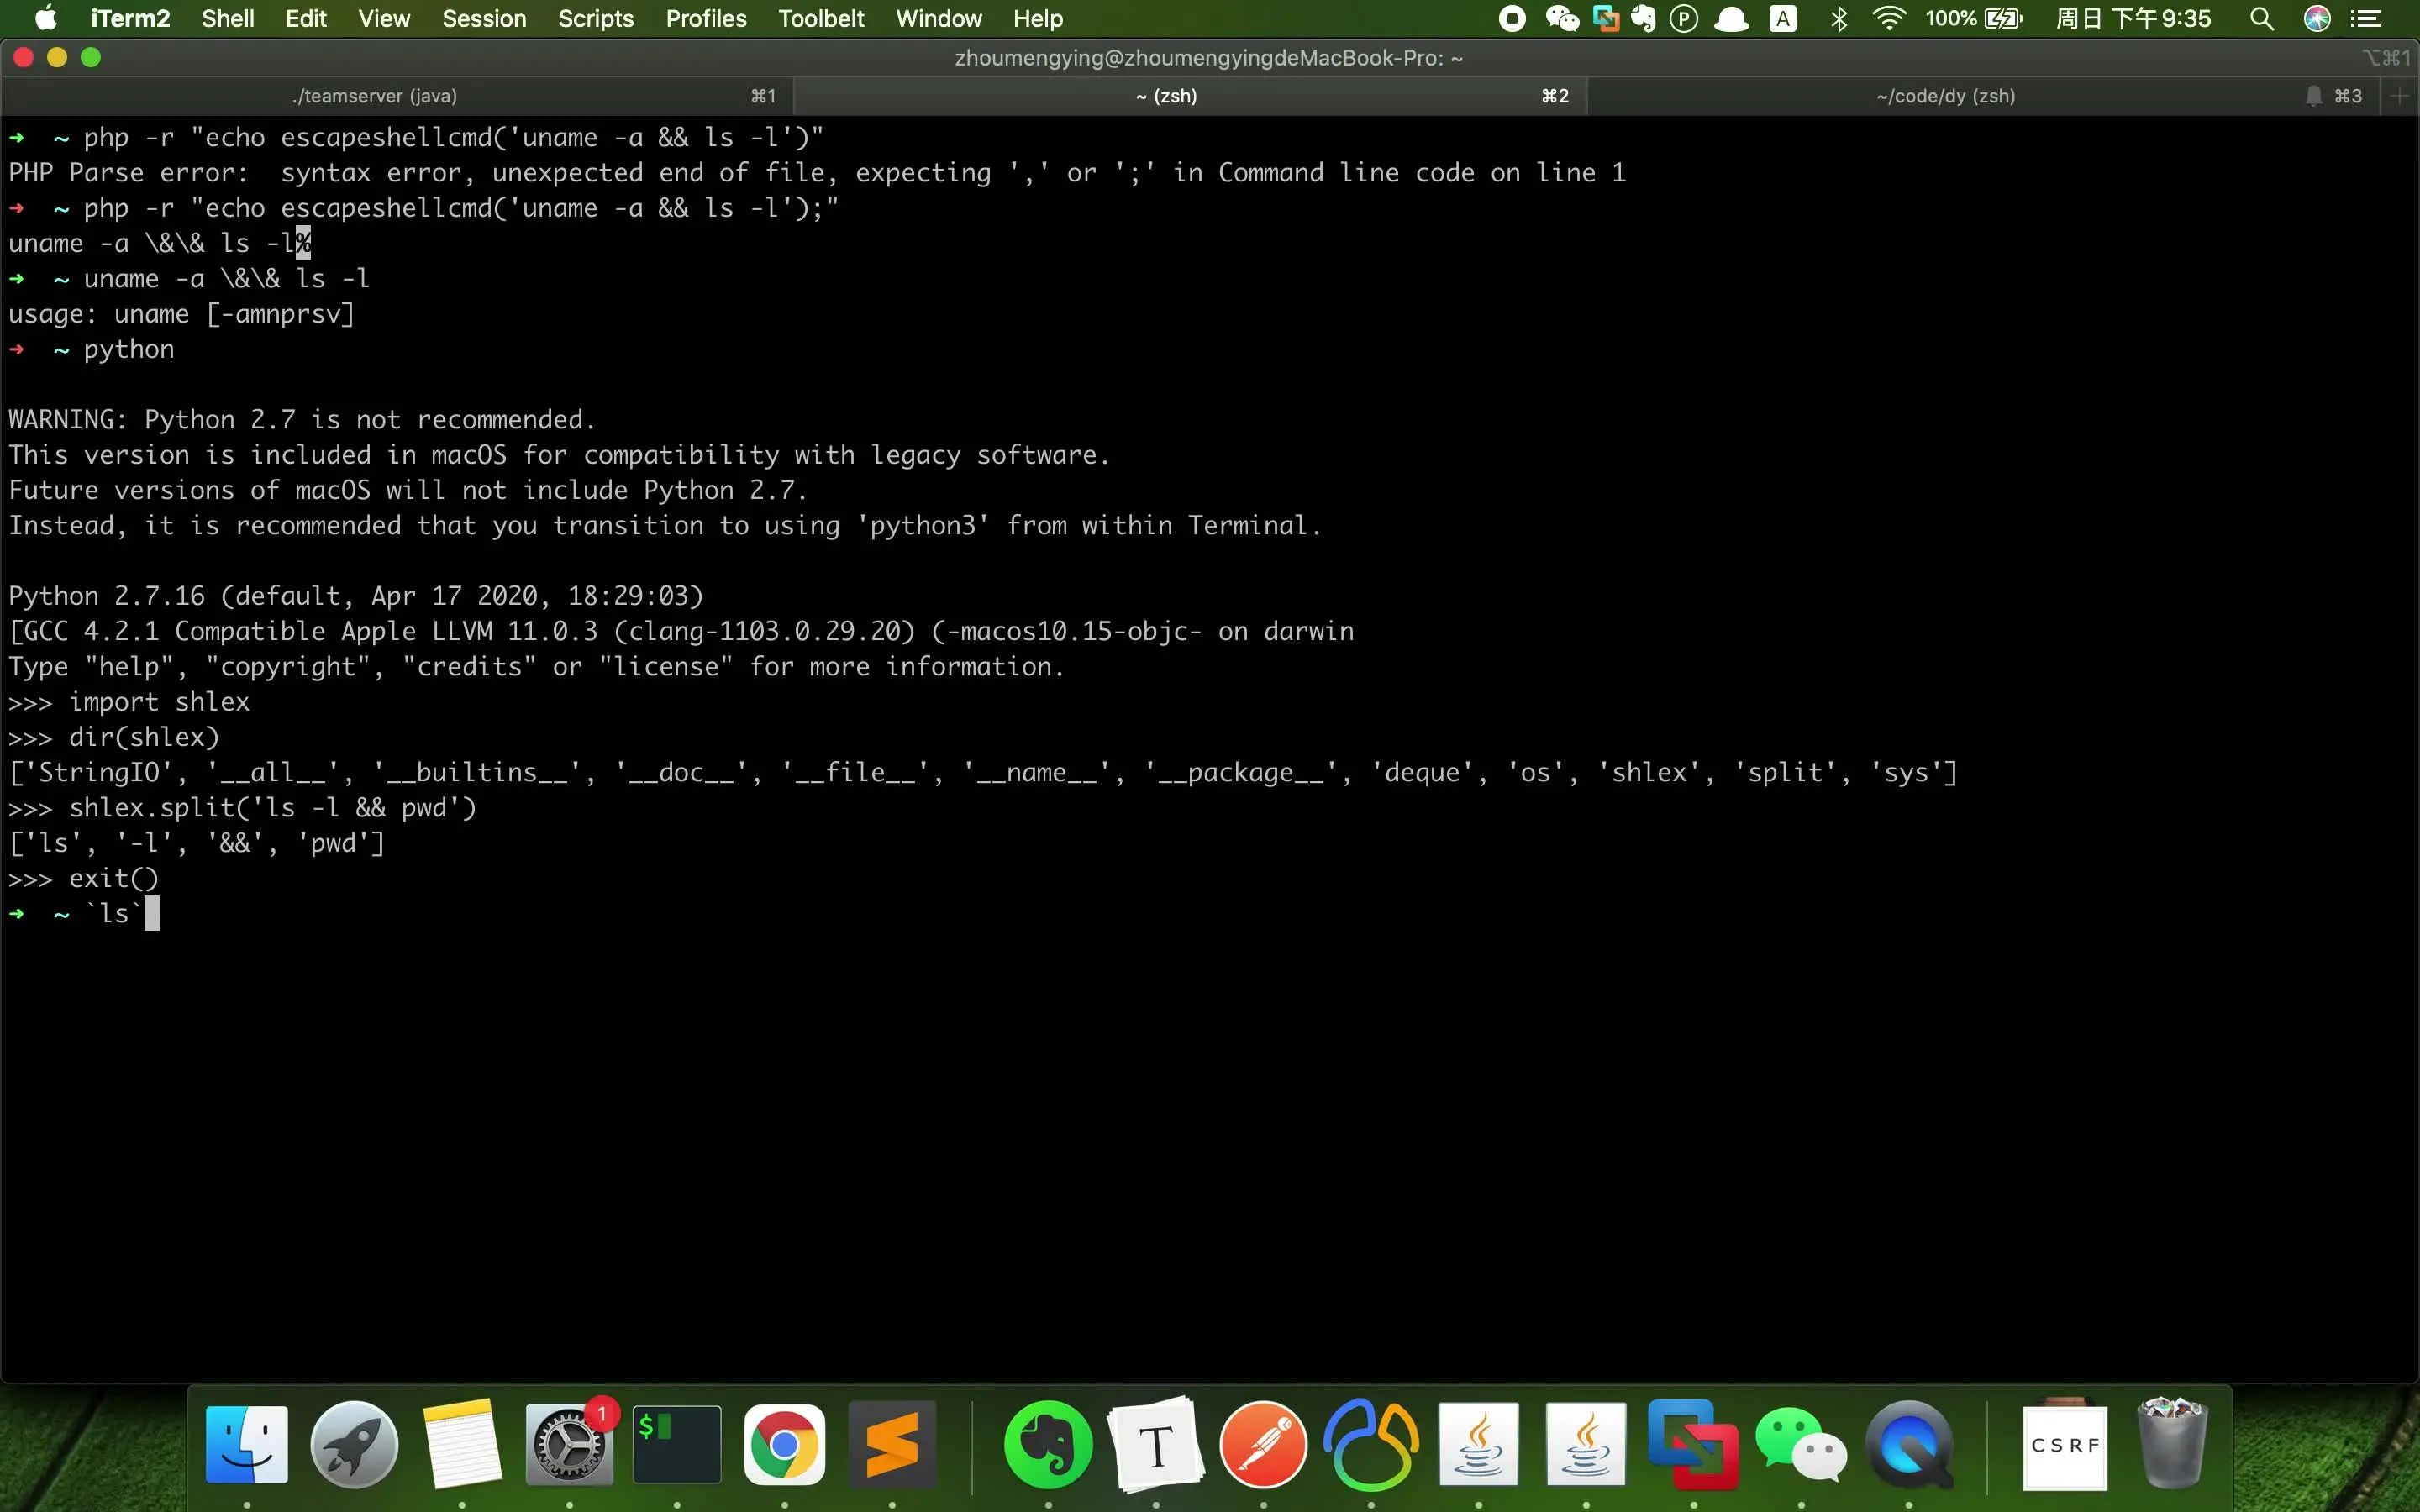 iTerm2 Shell Edit View Session Scripts Profiles Toolbelt Window Help P A 100% 周日 下午9:35
zhoumengying@zhoumengyingdeMacBook-Pro: ~ ⌥⌘1
./teamserver (java) ⌘1 ~ (zsh) ⌘2 ~/code/dy (zsh) ⌘3
➜ ~ php -r "echo escapeshellcmd('uname -a && ls -l')"
PHP Parse error:  syntax error, unexpected end of file, expecting ',' or ';' in Command line code on line 1
➜ ~ php -r "echo escapeshellcmd('uname -a && ls -l');"
uname -a \&\& ls -l%
➜ ~ uname -a \&\& ls -l
usage: uname [-amnprsv]
➜ ~ python
WARNING: Python 2.7 is not recommended.
This version is included in macOS for compatibility with legacy software.
Future versions of macOS will not include Python 2.7.
Instead, it is recommended that you transition to using 'python3' from within Terminal.
Python 2.7.16 (default, Apr 17 2020, 18:29:03)
[GCC 4.2.1 Compatible Apple LLVM 11.0.3 (clang-1103.0.29.20) (-macos10.15-objc- on darwin
Type "help", "copyright", "credits" or "license" for more information.
>>> import shlex
>>> dir(shlex)
['StringIO', '__all__', '__builtins__', '__doc__', '__file__', '__name__', '__package__', 'deque', 'os', 'shlex', 'split', 'sys']
>>> shlex.split('ls -l && pwd')
['ls', '-l', '&&', 'pwd']
>>> exit()
➜ ~ `ls`
1
$
T
CSRF